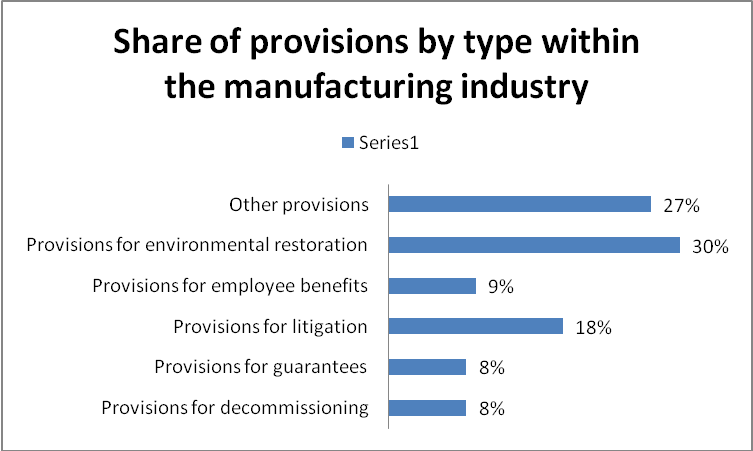 Share of provisions by type within
the manufacturing industry
Series1
Other provisions 27%
Provisions for environmental restoration 30%
Provisions for employee benefits 9%
Provisions for litigation 18%
Provisions for guarantees 8%
Provisions for decommissioning 8%